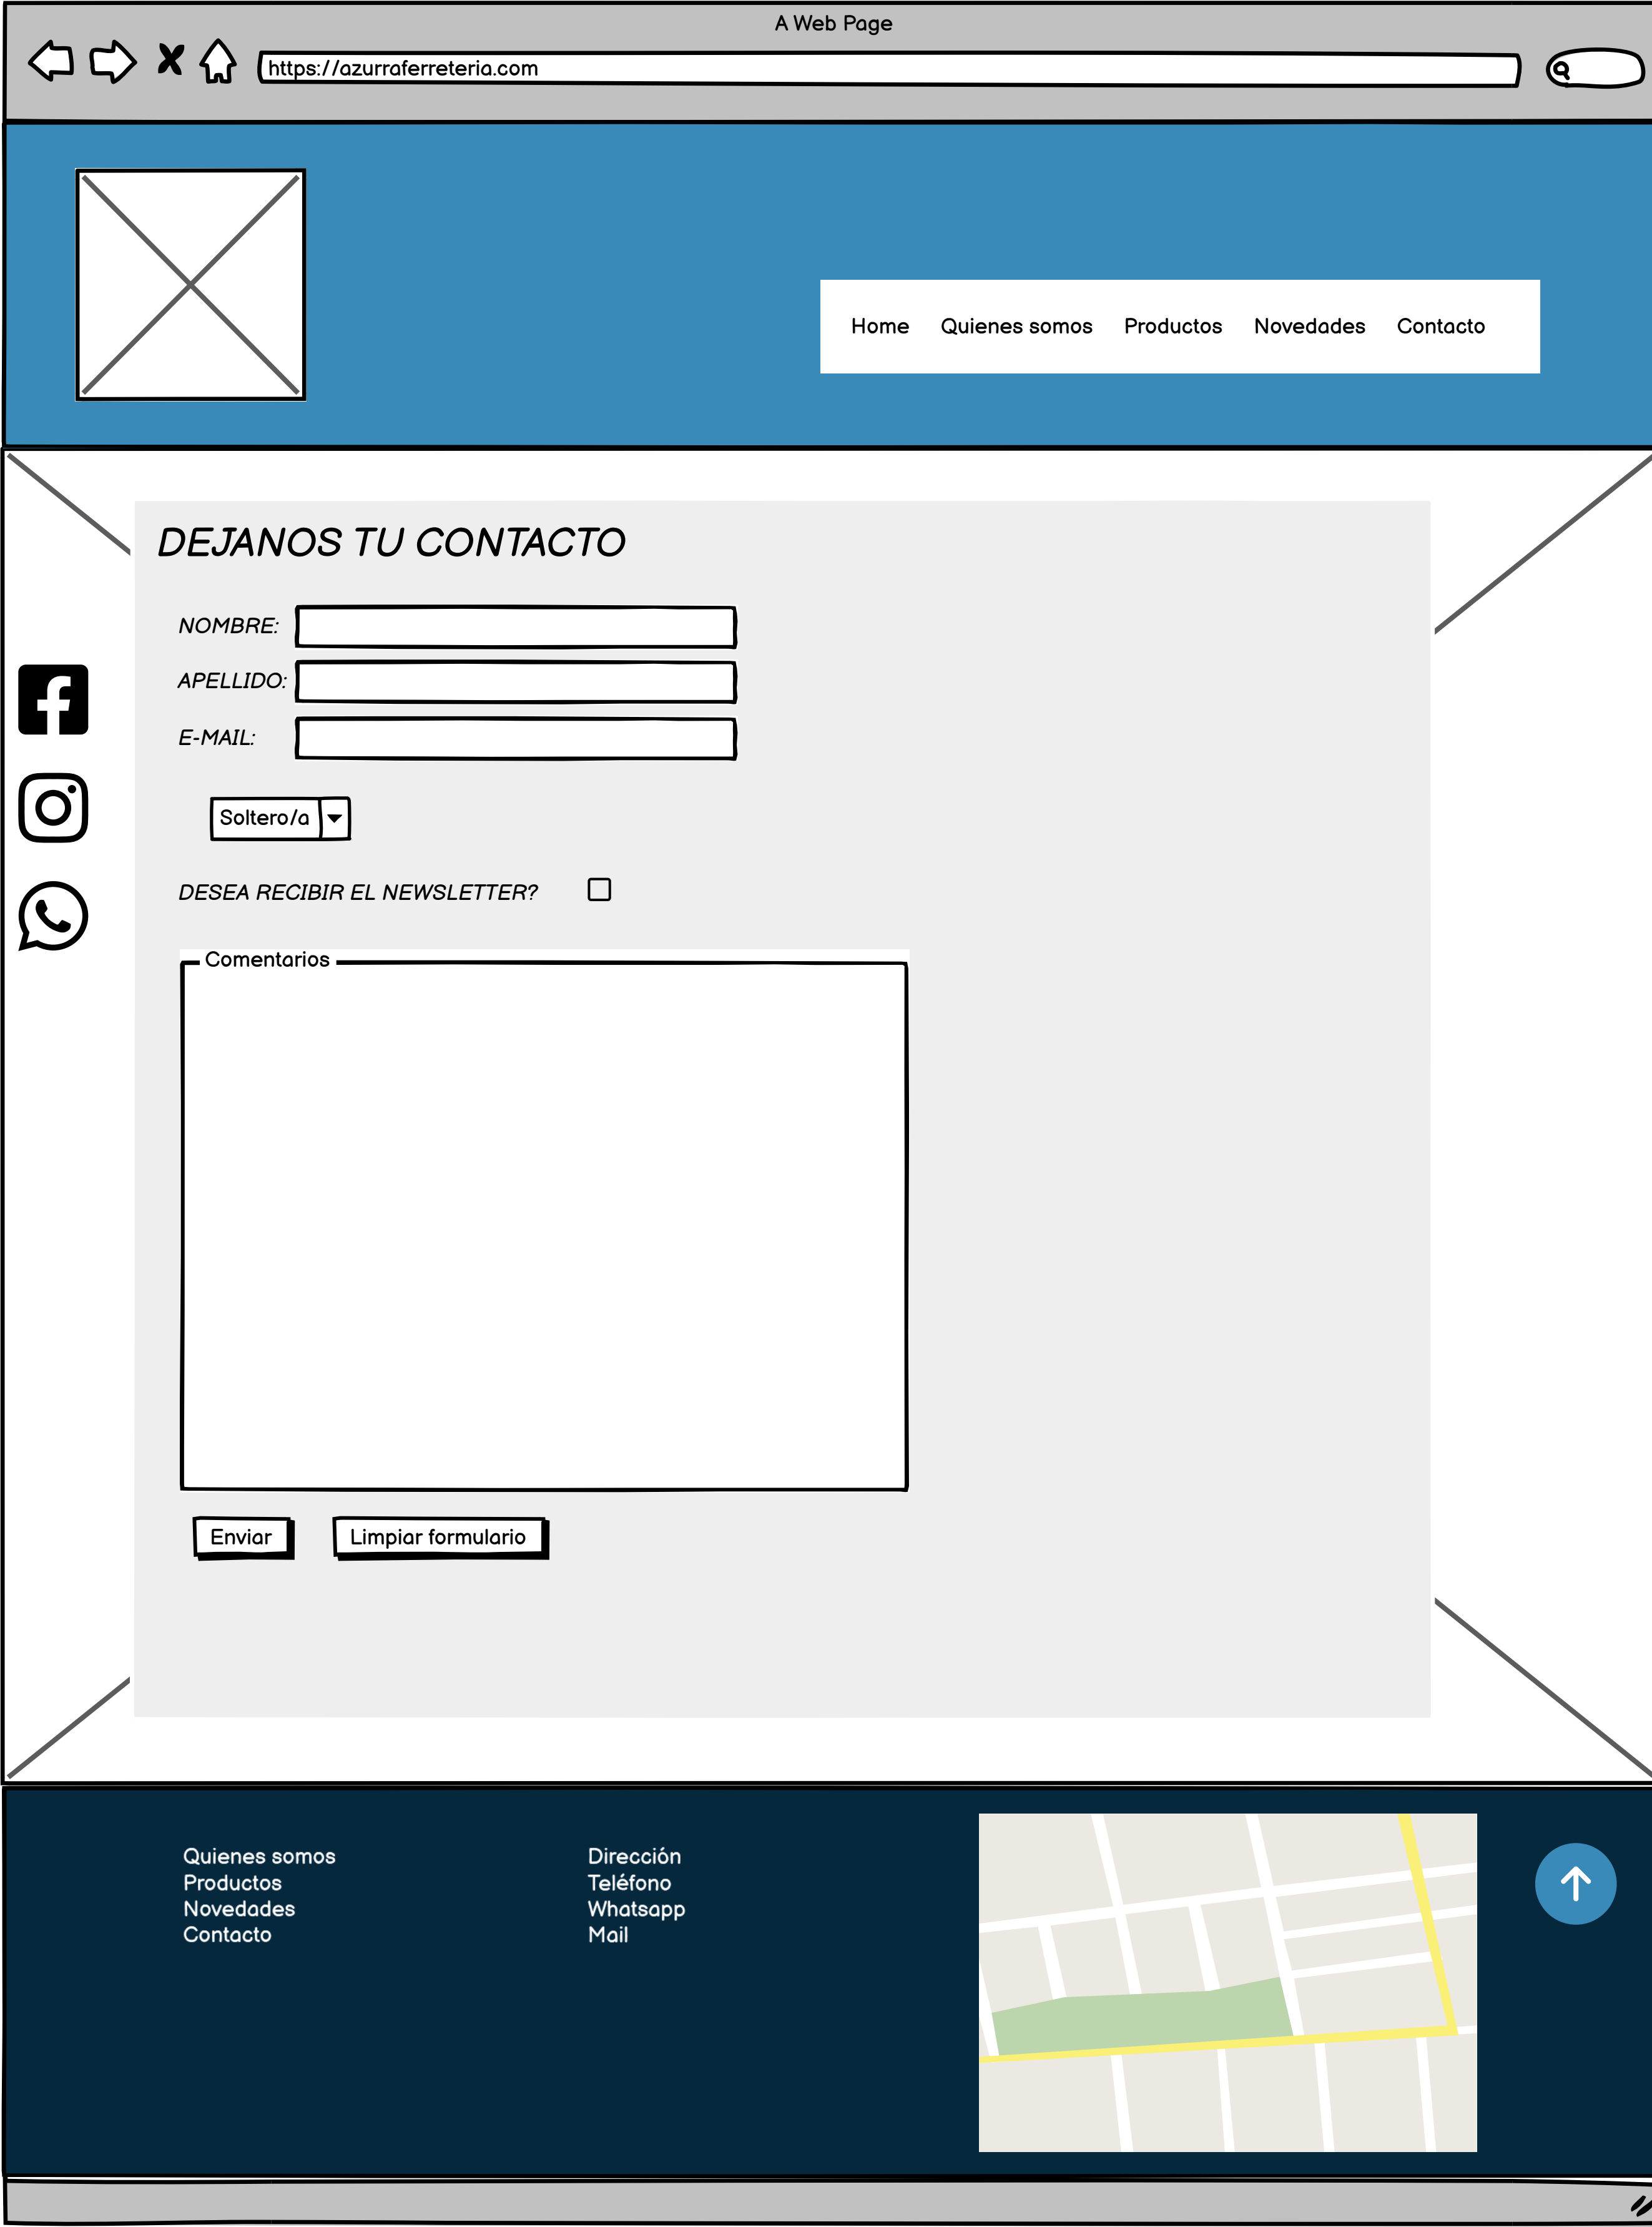 A Web Page
https://azurraferreteria.com
Home Quienes somos Productos Novedades Contacto
DEJANOS TU CONTACTO
NOMBRE:
APELLIDO:
E-MAIL:
Soltero/a
DESEA RECIBIR EL NEWSLETTER?
Comentarios
Enviar Limpiar formulario
Quienes somos
Productos
Novedades
Contacto
Dirección
Teléfono
Whatsapp
Mail